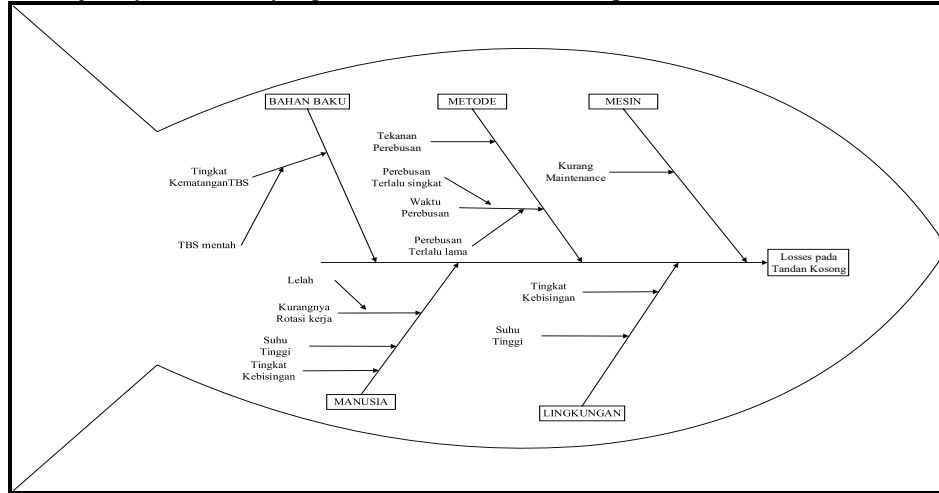 BAHAN BAKU
METODE
MESIN
Tingkat
KematanganTBS
TBS mentah
Tekanan
Perebusan
Perebusan
Terlalu singkat
Waktu
Perebusan
Perebusan
Terlalu lama
Kurang
Maintenance
Losses pada
Tandan Kosong
Lelah
Kurangnya
Rotasi kerja
Suhu
Tinggi
Tingkat
Kebisingan
MANUSIA
Tingkat
Kebisingan
Suhu
Tinggi
LINGKUNGAN